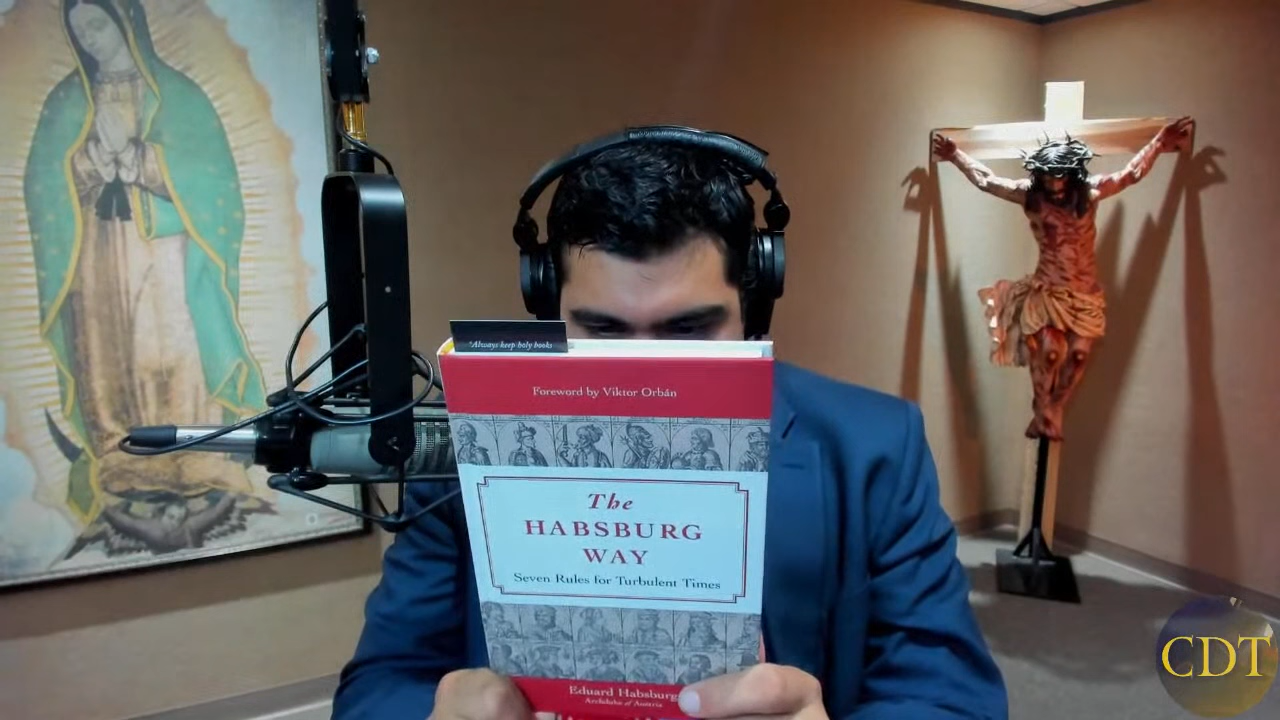 "Always keep holy books
Foreword by Viktor Orbán
The
HABSBURG
WAY
Seven Rules for Turbulent Times
Eduard Habsburg
Archduke of Austria
CDT